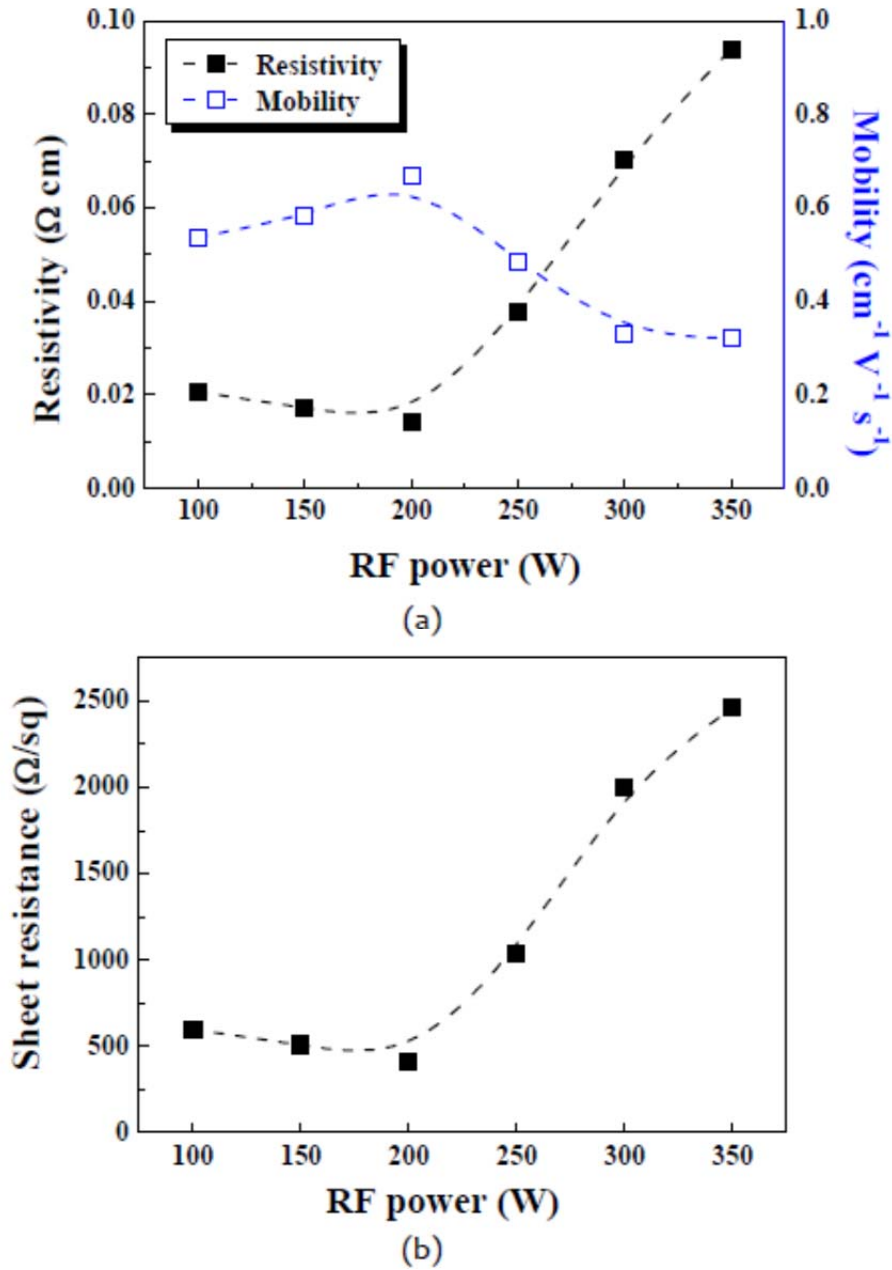 0.10
0.08
0.06
0.04
0.02
0.00
Resistivity (Ω cm)
Resistivity
Mobility
1.0
0.8
0.6
0.4
0.2
0.0
Mobility (cm⁻¹ V⁻¹ s⁻¹)
100 150 200 250 300 350
RF power (W)
(a)
2500
2000
1500
1000
500
0
Sheet resistance (Ω/sq)
100 150 200 250 300 350
RF power (W)
(b)